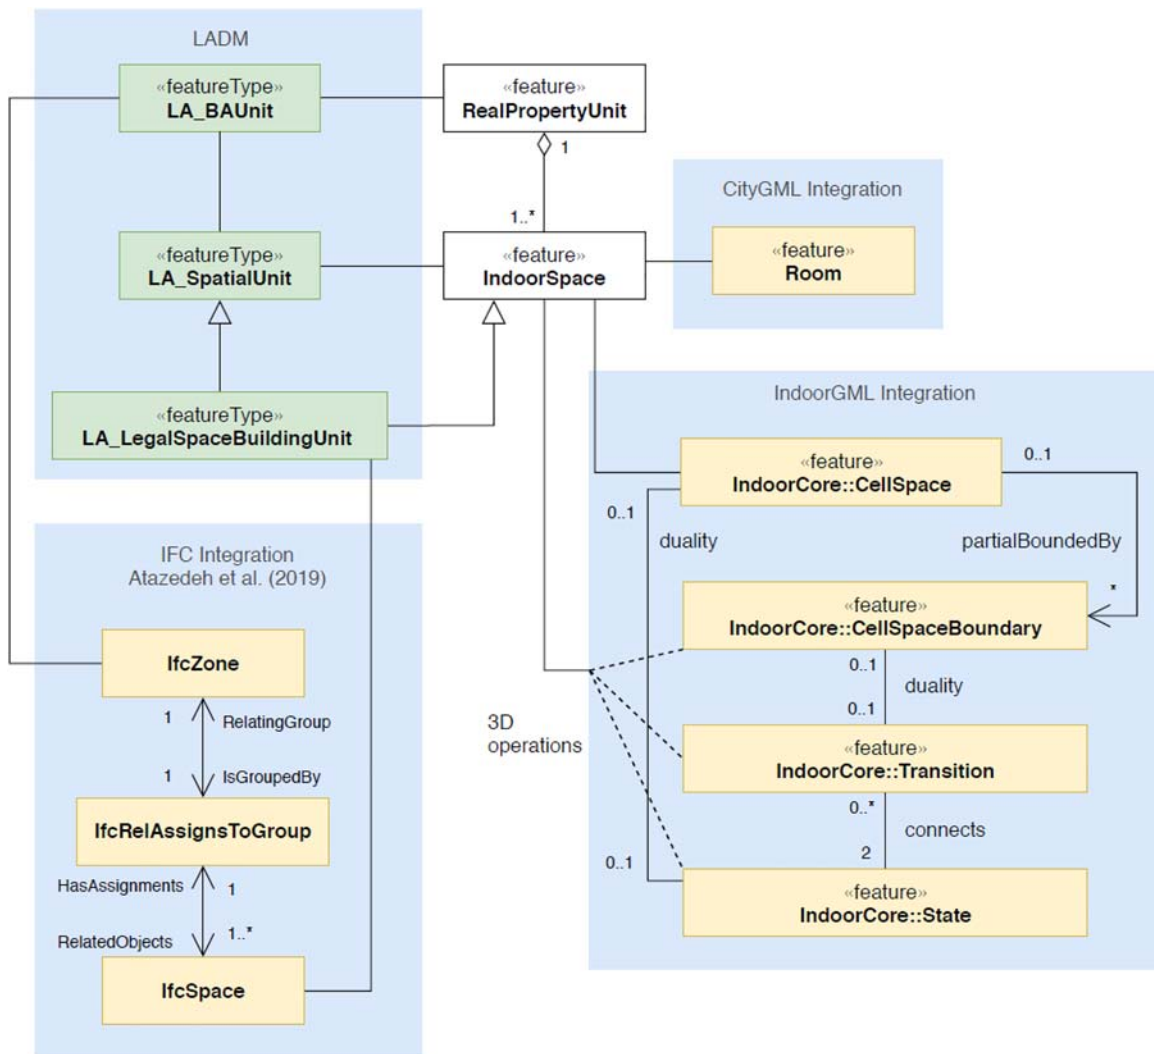 LADM
«featureType»
LA_BAUnit
«feature»
RealPropertyUnit
1
1..*
«featureType»
LA_SpatialUnit
«feature»
IndoorSpace
CityGML Integration
«feature»
Room
«featureType»
LA_LegalSpaceBuildingUnit
IndoorGML Integration
«feature»
IndoorCore::CellSpace
0..1
0..1
duality
partialBoundedBy
*
«feature»
IndoorCore::CellSpaceBoundary
0..1
duality
0..1
3D
operations
«feature»
IndoorCore::Transition
0..*
connects
2
0..1
«feature»
IndoorCore::State
IFC Integration
Atazedeh et al. (2019)
IfcZone
1
RelatingGroup
1
IsGroupedBy
IfcRelAssignsToGroup
HasAssignments
1
1..*
RelatedObjects
IfcSpace